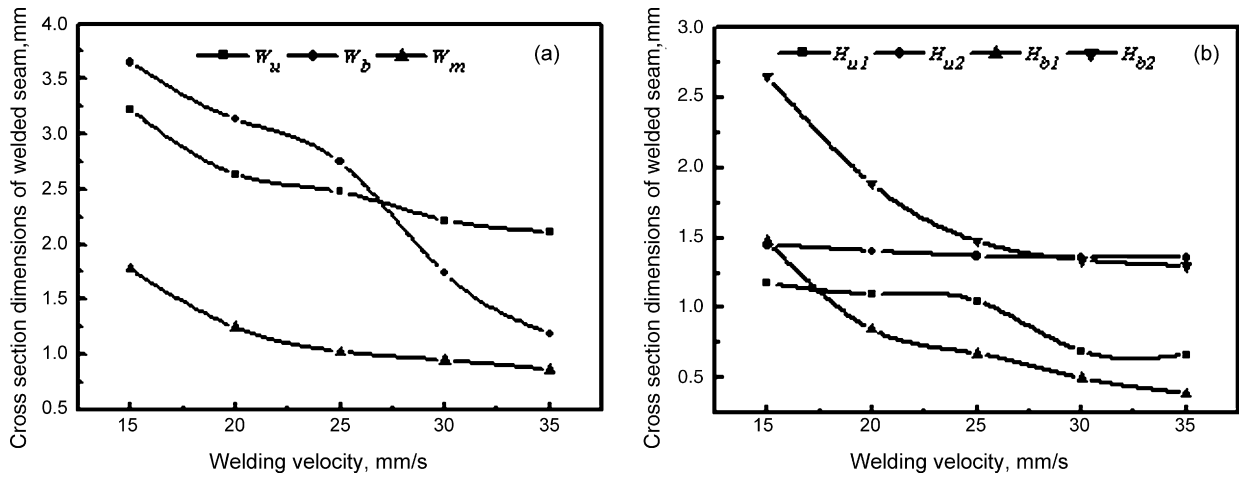 Cross section dimensions of welded seam,mm
4.0
3.5
3.0
2.5
2.0
1.5
1.0
0.5
W_u W_b W_m
(a)
15 20 25 30 35
Welding velocity, mm/s
Cross section dimensions of welded seam,mm
3.0
2.5
2.0
1.5
1.0
0.5
H_u1 H_u2 H_b1 H_b2
(b)
15 20 25 30 35
Welding velocity, mm/s